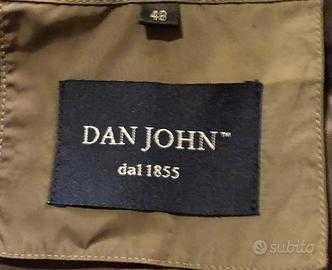 48
DAN JOHN™
dal 1855
subito